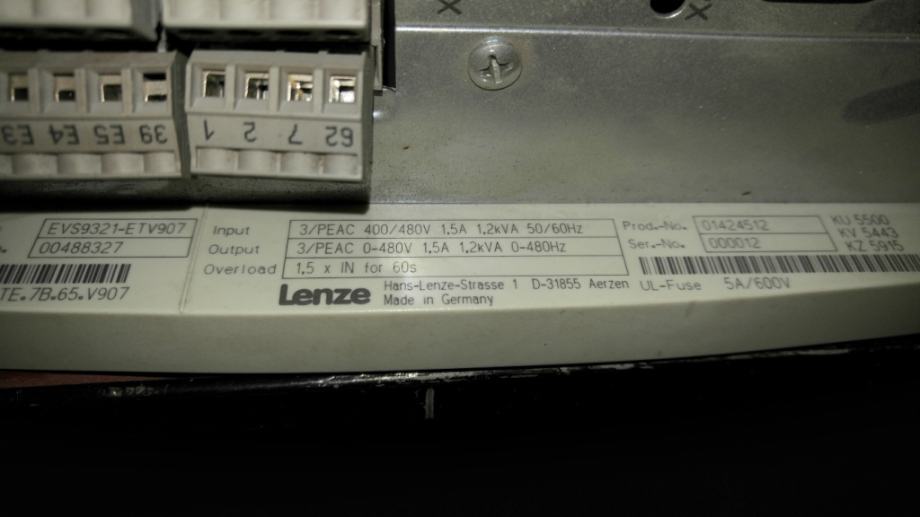 E3 E4 E5 39
1 2 7 62
EVS9321-ETV907
00488327
TE.7B.65.V907
Input 3/PEAC 400/480V 1.5A 1.2kVA 50/60Hz
Output 3/PEAC 0-480V 1.5A 1.2kVA 0-480Hz
Overload 1.5 x IN for 60s
Lenze Hans-Lenze-Strasse 1 D-31855 Aerzen
Made in Germany
Prod.-No. 01424512
Ser.-No. 000012
UL-Fuse 5A/600V
KU 5500
KV 5443
KZ 5915